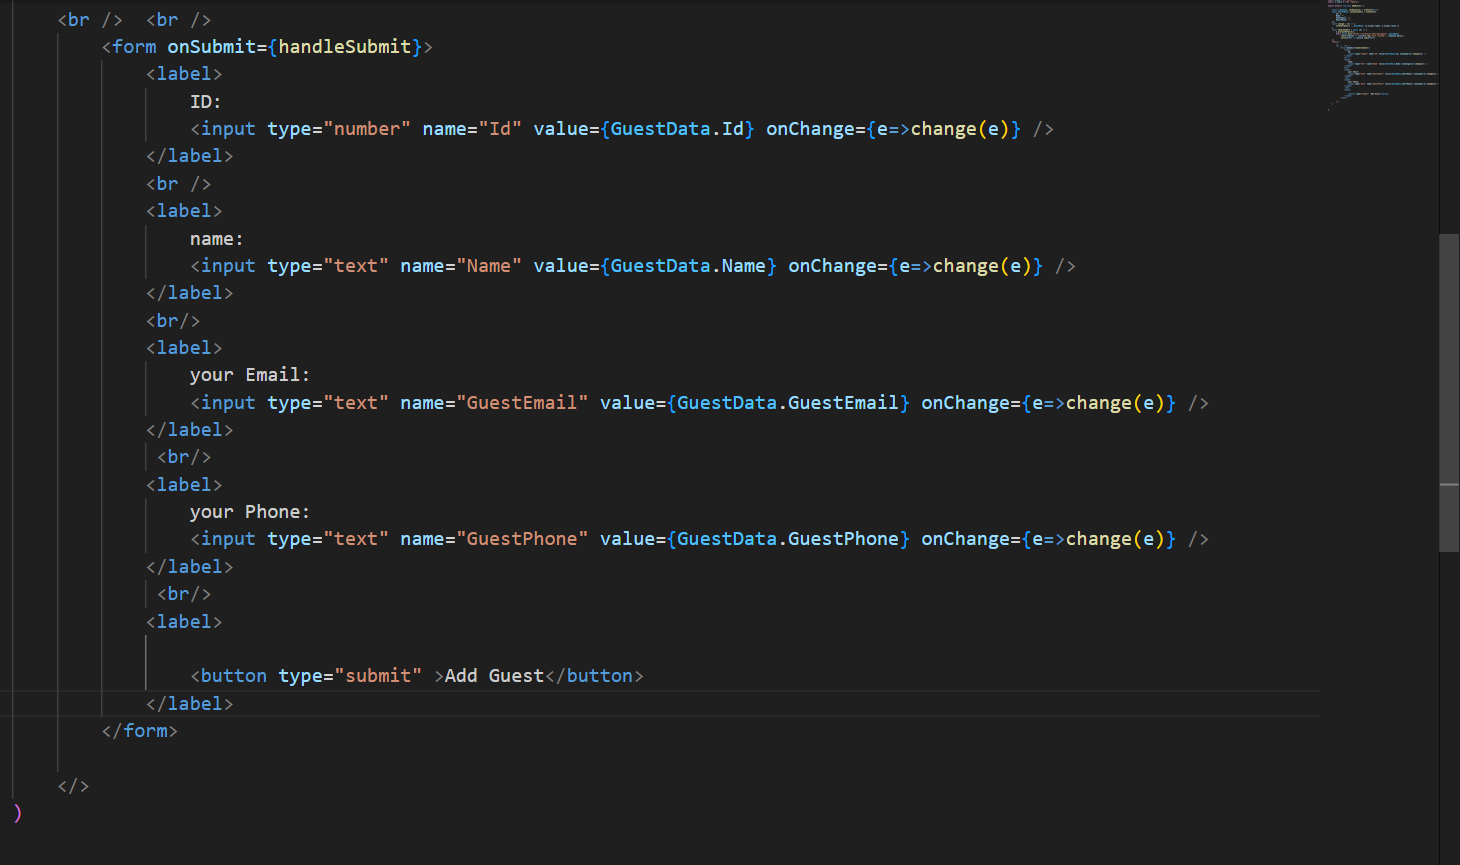 <br />  <br />
<form onSubmit={handleSubmit}>
<label>
ID:
<input type="number" name="Id" value={GuestData.Id} onChange={e=>change(e)} />
</label>
<br />
<label>
name:
<input type="text" name="Name" value={GuestData.Name} onChange={e=>change(e)} />
</label>
<br/>
<label>
your Email:
<input type="text" name="GuestEmail" value={GuestData.GuestEmail} onChange={e=>change(e)} />
</label>
<br/>
<label>
your Phone:
<input type="text" name="GuestPhone" value={GuestData.GuestPhone} onChange={e=>change(e)} />
</label>
<br/>
<label>
<button type="submit" >Add Guest</button>
</label>
</form>
</>
)